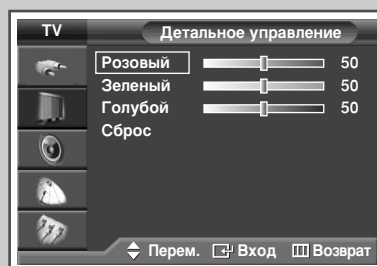 TV Детальное управление
Розовый 50
Зеленый 50
Голубой 50
Сброс
Перем. Вход Возврат